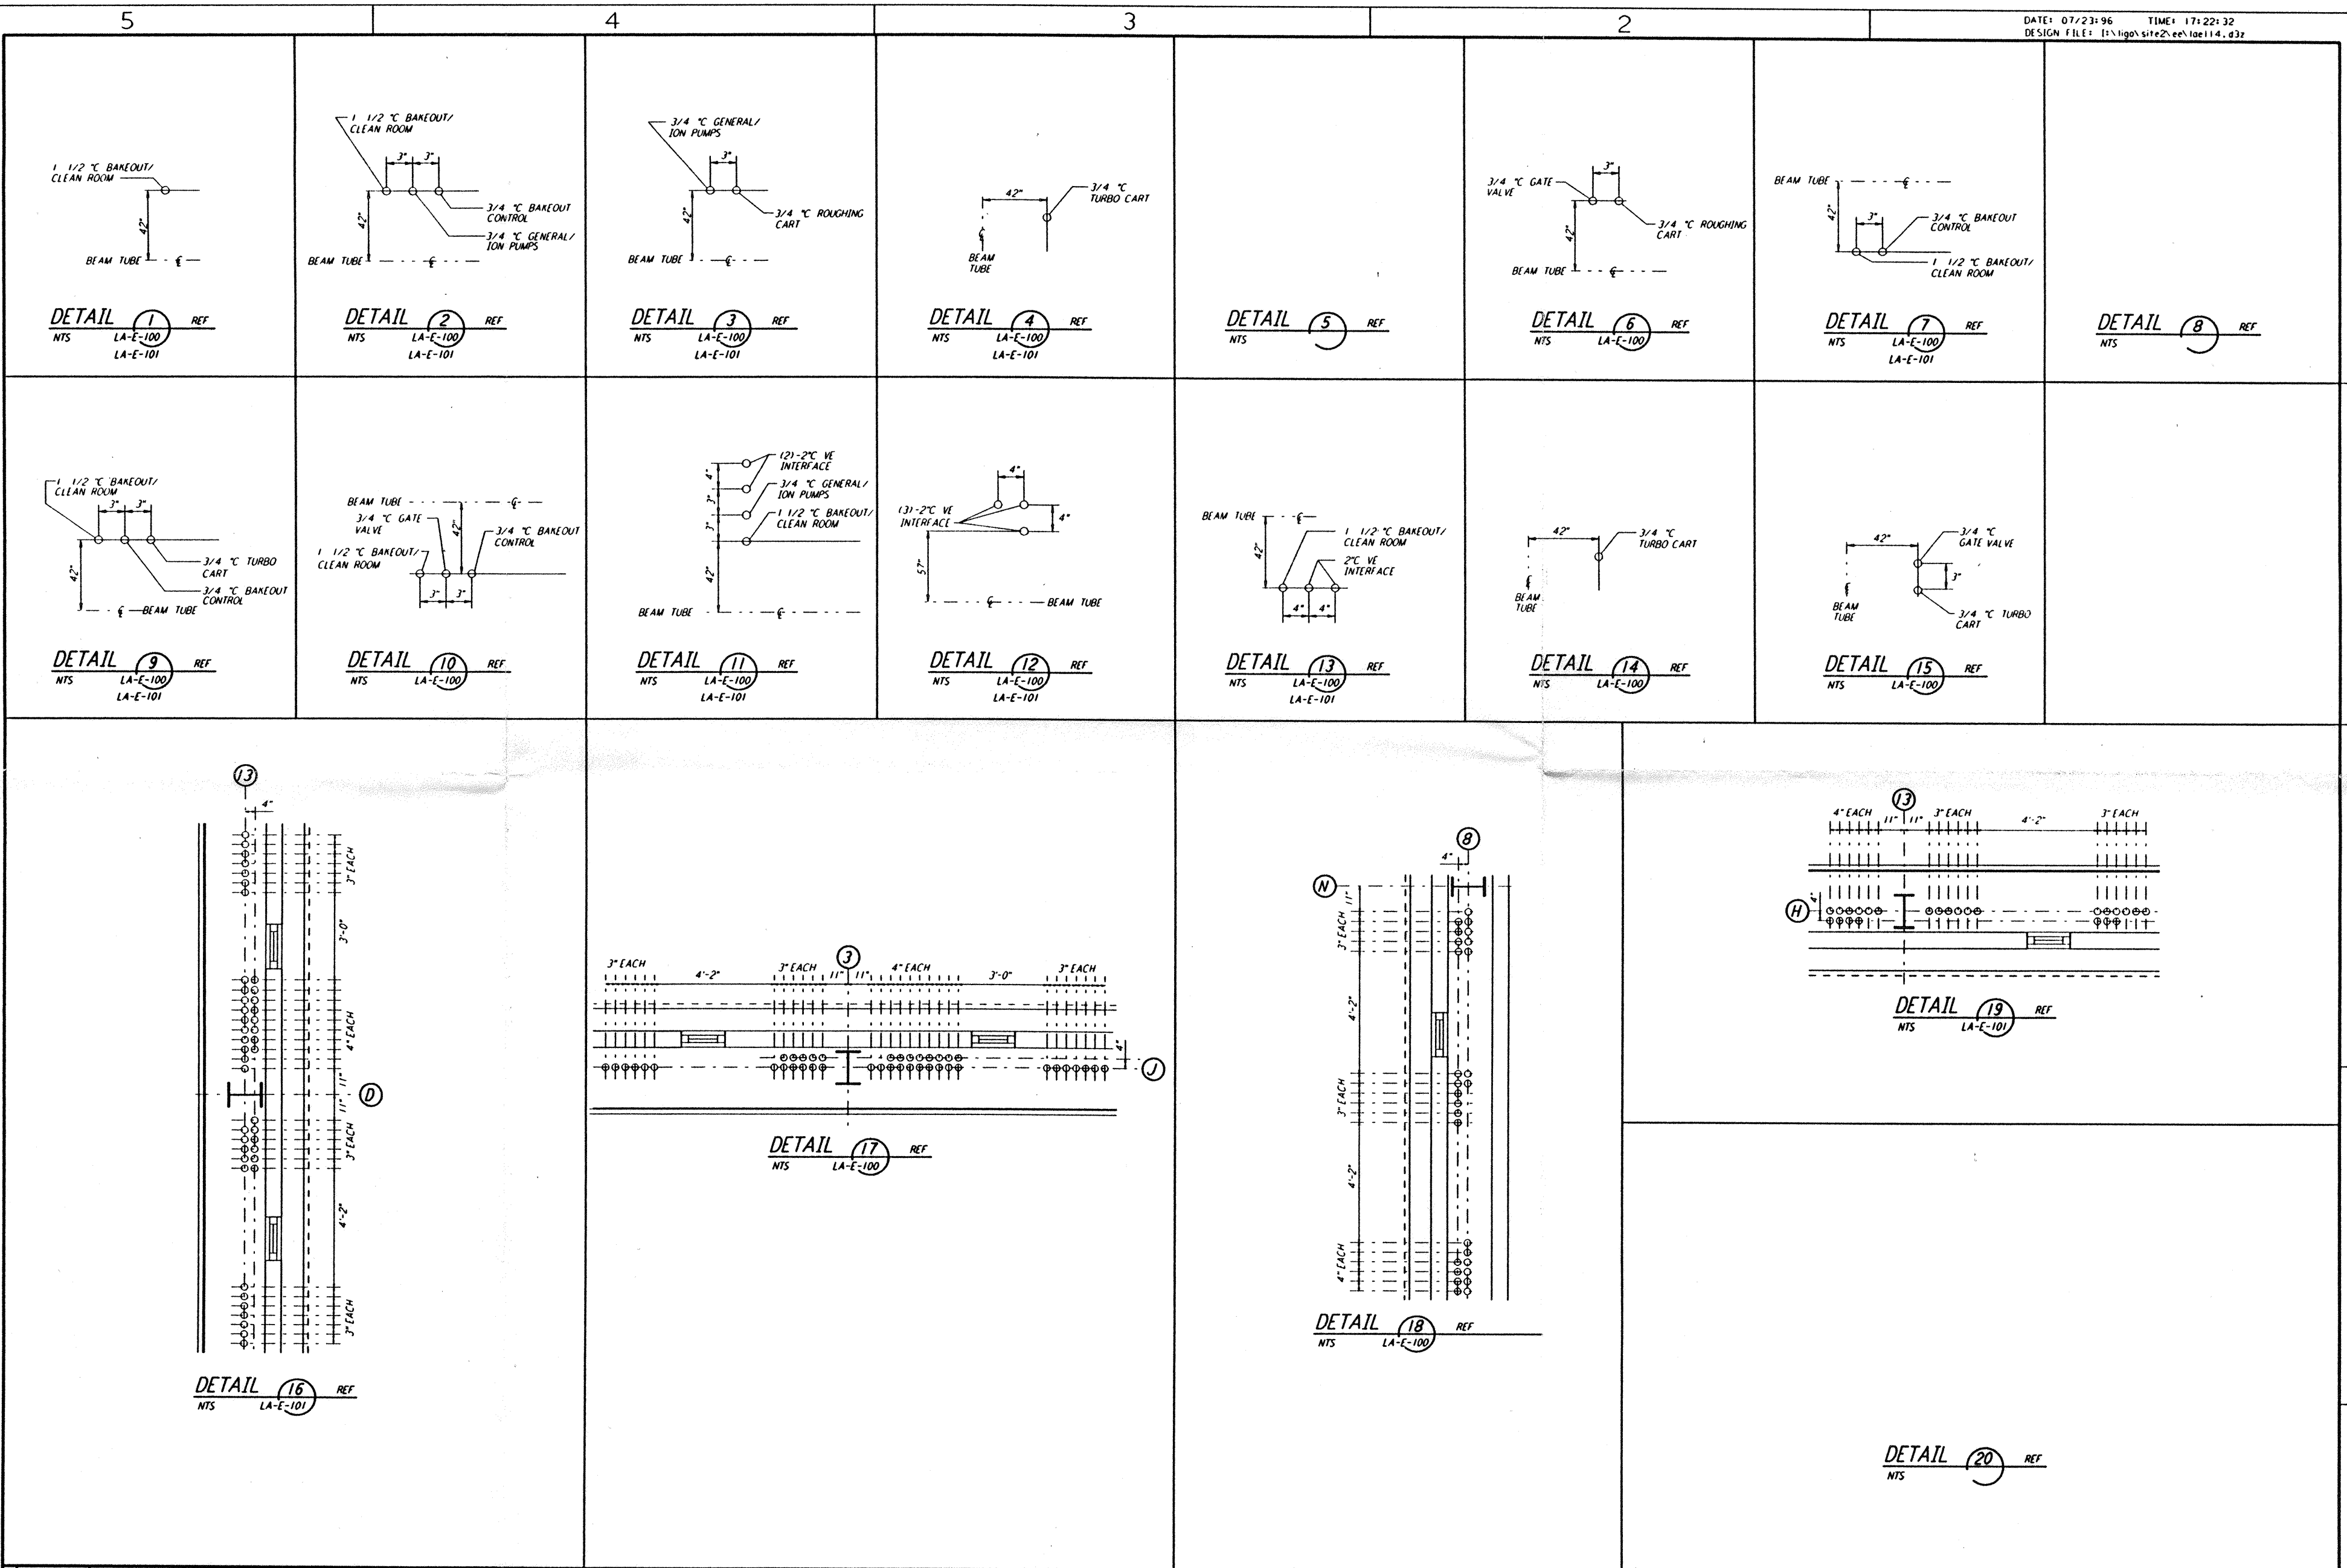 5
4
3
2
DATE: 07/23/96 TIME: 17:22:32
DESIGN FILE: I:\ligo\site2\ee\lae114.d3z
1 1/2 "C BAKEOUT/
CLEAN ROOM
42"
BEAM TUBE ℄
DETAIL 1 REF
NTS LA-E-100
LA-E-101
1 1/2 "C BAKEOUT/
CLEAN ROOM
3" 3"
42"
3/4 "C BAKEOUT
CONTROL
3/4 "C GENERAL/
ION PUMPS
BEAM TUBE ℄
DETAIL 2 REF
NTS LA-E-100
LA-E-101
3/4 "C GENERAL/
ION PUMPS
3"
42"
3/4 "C ROUGHING
CART
BEAM TUBE ℄
DETAIL 3 REF
NTS LA-E-100
LA-E-101
42"
3/4 "C
TURBO CART
℄
BEAM
TUBE
DETAIL 4 REF
NTS LA-E-100
LA-E-101
DETAIL 5 REF
NTS
3"
3/4 "C GATE
VALVE
42"
3/4 "C ROUGHING
CART
BEAM TUBE ℄
DETAIL 6 REF
NTS LA-E-100
BEAM TUBE ℄
42"
3"
3/4 "C BAKEOUT
CONTROL
1 1/2 "C BAKEOUT/
CLEAN ROOM
DETAIL 7 REF
NTS LA-E-100
LA-E-101
DETAIL 8 REF
NTS
1 1/2 "C BAKEOUT/
CLEAN ROOM
3" 3"
42"
3/4 "C TURBO
CART
3/4 "C BAKEOUT
CONTROL
℄ BEAM TUBE
DETAIL 9 REF
NTS LA-E-100
LA-E-101
BEAM TUBE ℄
3/4 "C GATE
VALVE
42"
3/4 "C BAKEOUT
CONTROL
1 1/2 "C BAKEOUT/
CLEAN ROOM
3" 3"
DETAIL 10 REF
NTS LA-E-100
(2)-2"C VE
INTERFACE
4"
3/4 "C GENERAL/
ION PUMPS
3"
1 1/2 "C BAKEOUT/
CLEAN ROOM
3"
42"
BEAM TUBE ℄
DETAIL 11 REF
NTS LA-E-100
LA-E-101
4"
(3)-2"C VE
INTERFACE
4"
57"
℄ BEAM TUBE
DETAIL 12 REF
NTS LA-E-100
LA-E-101
BEAM TUBE ℄
42"
1 1/2" C BAKEOUT/
CLEAN ROOM
2"C VE
INTERFACE
4" 4"
DETAIL 13 REF
NTS LA-E-100
LA-E-101
42"
3/4 "C
TURBO CART
℄
BEAM
TUBE
DETAIL 14 REF
NTS LA-E-100
42"
3/4 "C
GATE VALVE
3"
℄
BEAM
TUBE
3/4 "C TURBO
CART
DETAIL 15 REF
NTS LA-E-100
13
4"
3" EACH
3'-0"
4" EACH
11"
D
11"
3" EACH
4'-2"
3" EACH
DETAIL 16 REF
NTS LA-E-101
3
3" EACH 4'-2" 3" EACH 11" 11" 4" EACH 3'-0" 3" EACH
4"
J
DETAIL 17 REF
NTS LA-E-100
8
4"
N
11"
3" EACH
4'-2"
3" EACH
4'-2"
4" EACH
DETAIL 18 REF
NTS LA-E-100
13
4" EACH 11" 11" 3" EACH 4'-2" 3" EACH
4"
H
DETAIL 19 REF
NTS LA-E-101
DETAIL 20 REF
NTS